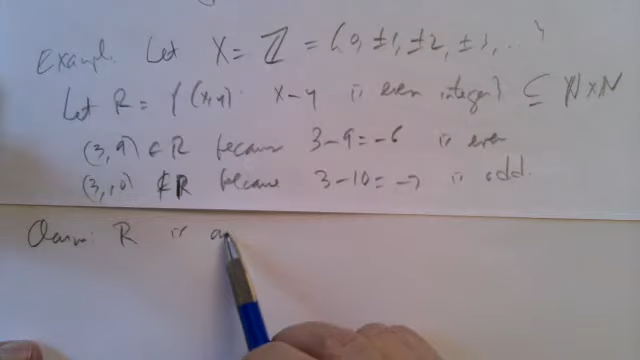 Example. Let X = ℤ = {0, ±1, ±2, ±3, ...}
Let R = {(x,y) : x-y is even integer} ⊆ ℕ×ℕ
(3,9) ∈ R because 3-9=-6 is even
(3,10) ∉ R because 3-10=-7 is odd.
Claim: R is a